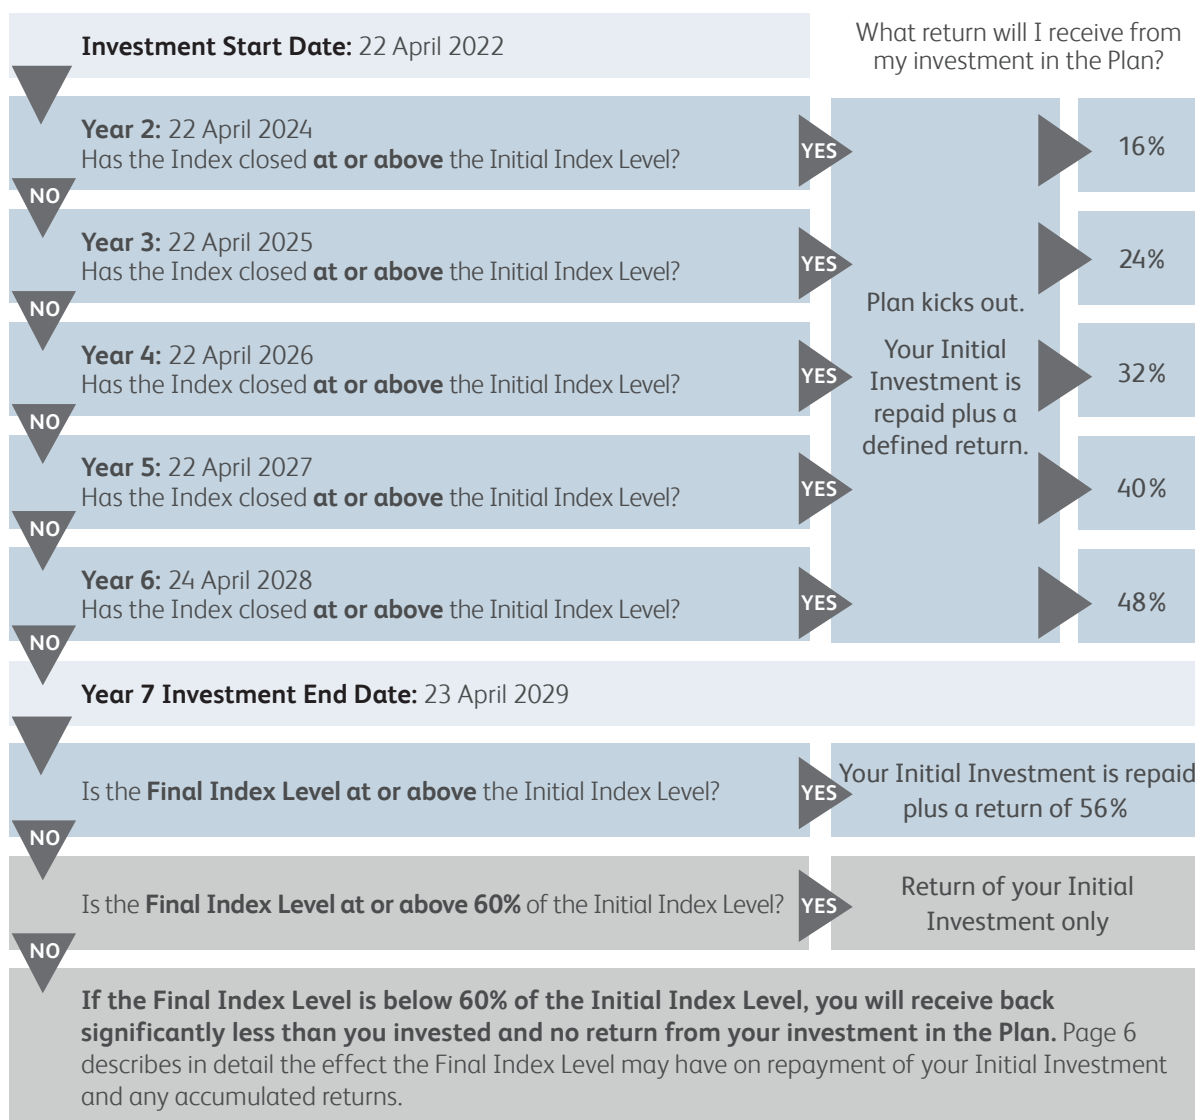 Investment Start Date: 22 April 2022
What return will I receive from
my investment in the Plan?
Year 2: 22 April 2024
Has the Index closed at or above the Initial Index Level?
YES
16%
NO
Year 3: 22 April 2025
Has the Index closed at or above the Initial Index Level?
YES
24%
NO
Plan kicks out.
Your Initial
Investment is
repaid plus a
defined return.
Year 4: 22 April 2026
Has the Index closed at or above the Initial Index Level?
YES
32%
NO
Year 5: 22 April 2027
Has the Index closed at or above the Initial Index Level?
YES
40%
NO
Year 6: 24 April 2028
Has the Index closed at or above the Initial Index Level?
YES
48%
NO
Year 7 Investment End Date: 23 April 2029
Is the Final Index Level at or above the Initial Index Level?
YES
Your Initial Investment is repaid
plus a return of 56%
NO
Is the Final Index Level at or above 60% of the Initial Index Level?
YES
Return of your Initial
Investment only
NO
If the Final Index Level is below 60% of the Initial Index Level, you will receive back
significantly less than you invested and no return from your investment in the Plan. Page 6
describes in detail the effect the Final Index Level may have on repayment of your Initial Investment
and any accumulated returns.